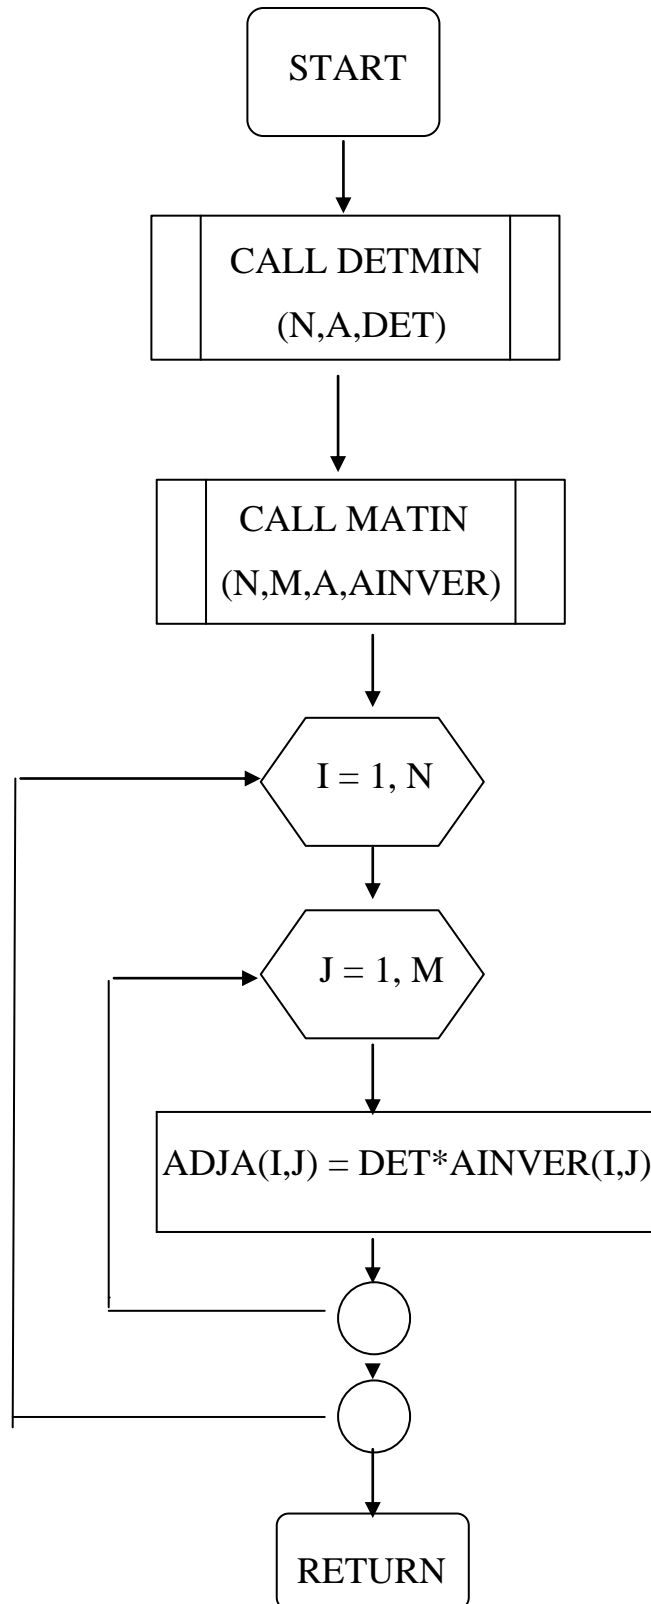 START
CALL DETMIN
(N,A,DET)
CALL MATIN
(N,M,A,AINVER)
I = 1, N
J = 1, M
ADJA(I,J) = DET*AINVER(I,J)
RETURN